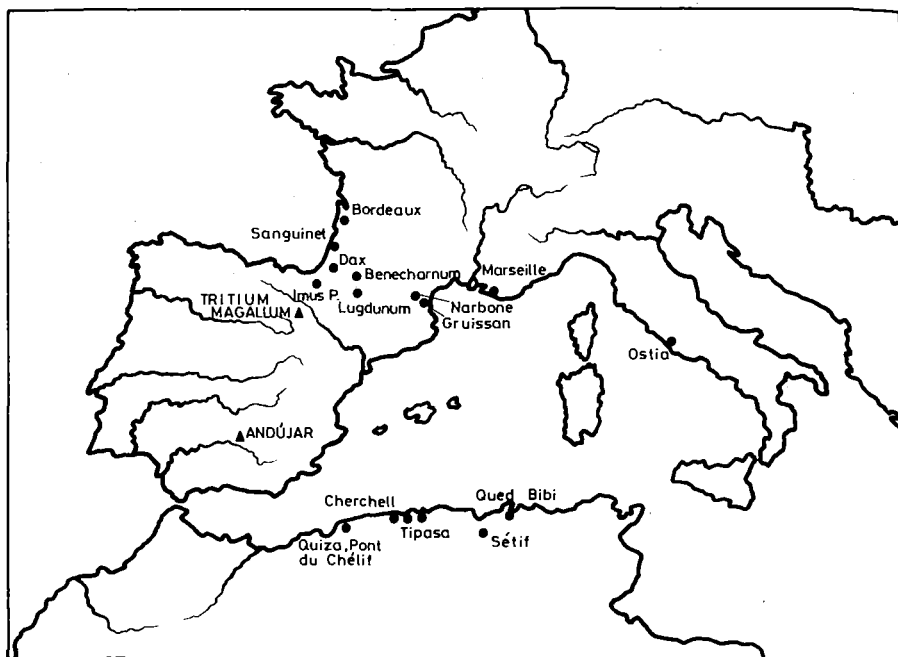 Bordeaux
Sanguinet
Dax
Benecharnum
Marseille
Imus P.
TRITIUM
MAGALLUM
Lugdunum
Narbone
Gruissan
Ostia
ANDÚJAR
Cherchell
Qued Bibi
Tipasa
Sétif
Quiza, Pont
du Chélif